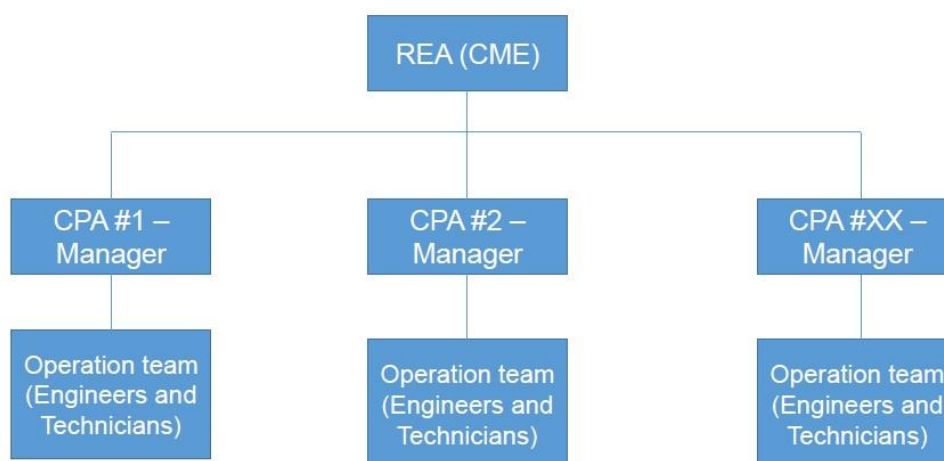 REA (CME)
CPA #1 –
Manager
CPA #2 –
Manager
CPA #XX –
Manager
Operation team
(Engineers and
Technicians)
Operation team
(Engineers and
Technicians)
Operation team
(Engineers and
Technicians)